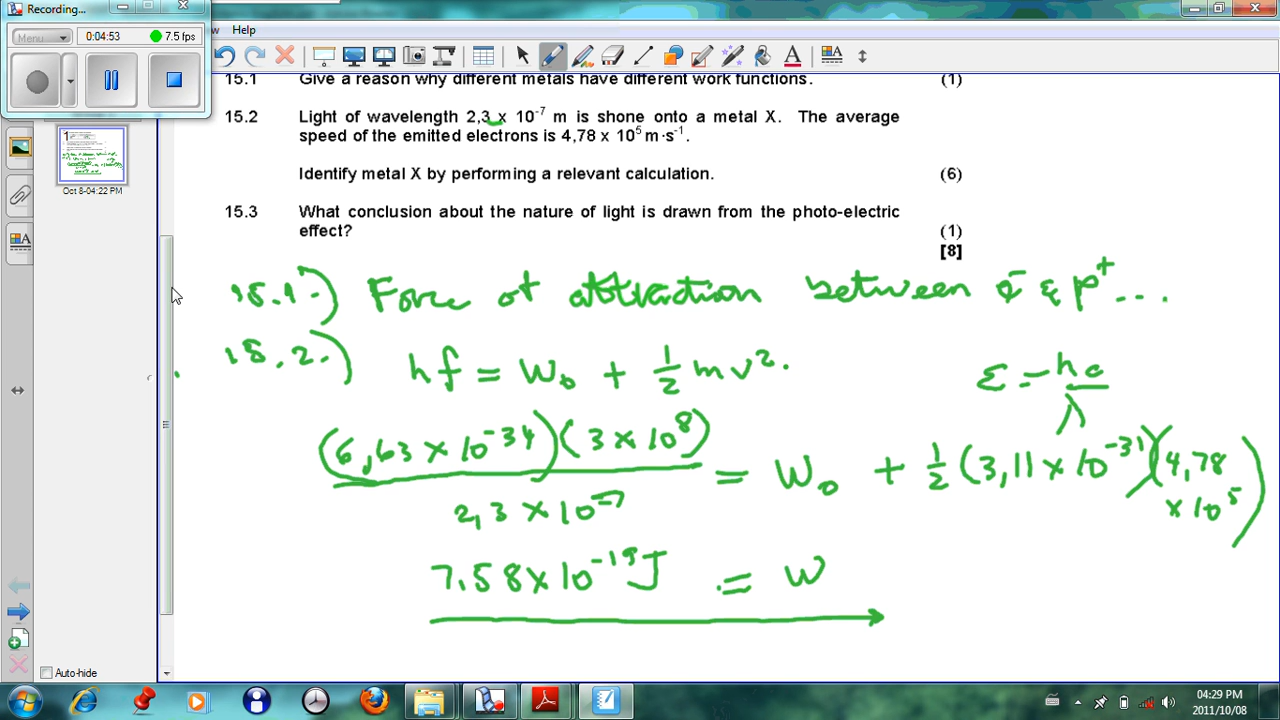 Recording...
Menu
0:04:53
7.5 fps
w Help
15.1 Give a reason why different metals have different work functions. (1)
15.2 Light of wavelength 2,3 x 10⁻⁷ m is shone onto a metal X. The average
speed of the emitted electrons is 4,78 x 10⁵ m·s⁻¹.
Identify metal X by performing a relevant calculation. (6)
15.3 What conclusion about the nature of light is drawn from the photo-electric
effect? (1)
[8]
1
Oct 8-04:22 PM
15.1.) Force of attraction between e⁻ & p⁺...
15.2.) hf = W₀ + ½mv².
E = hc/λ
(6,63 x 10⁻³⁴)(3 x 10⁸) / 2,3 x 10⁻⁷ = W₀ + ½(3,11 x 10⁻³¹)(4,78 x 10⁵)
7.58 x 10⁻¹⁹J = W
Auto-hide
04:29 PM
2011/10/08